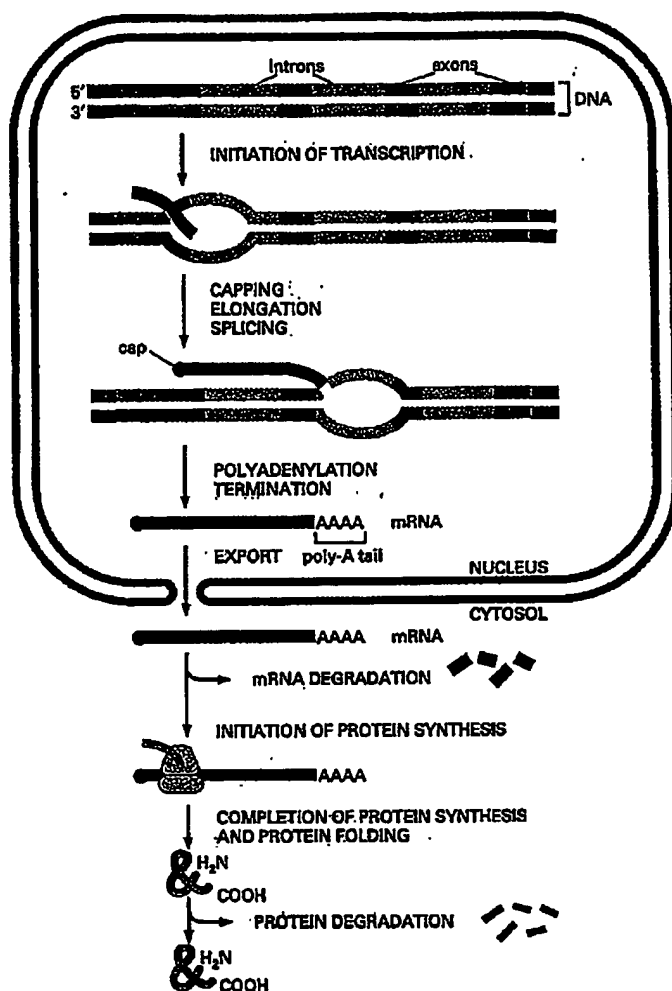 Introns exons
5'
3'
DNA
INITIATION OF TRANSCRIPTION
CAPPING
ELONGATION
SPLICING
cap
POLYADENYLATION
TERMINATION
AAAA mRNA
EXPORT poly-A tail
NUCLEUS
CYTOSOL
AAAA mRNA
mRNA DEGRADATION
INITIATION OF PROTEIN SYNTHESIS
AAAA
COMPLETION OF PROTEIN SYNTHESIS
AND PROTEIN FOLDING
H₂N
COOH
PROTEIN DEGRADATION
H₂N
COOH